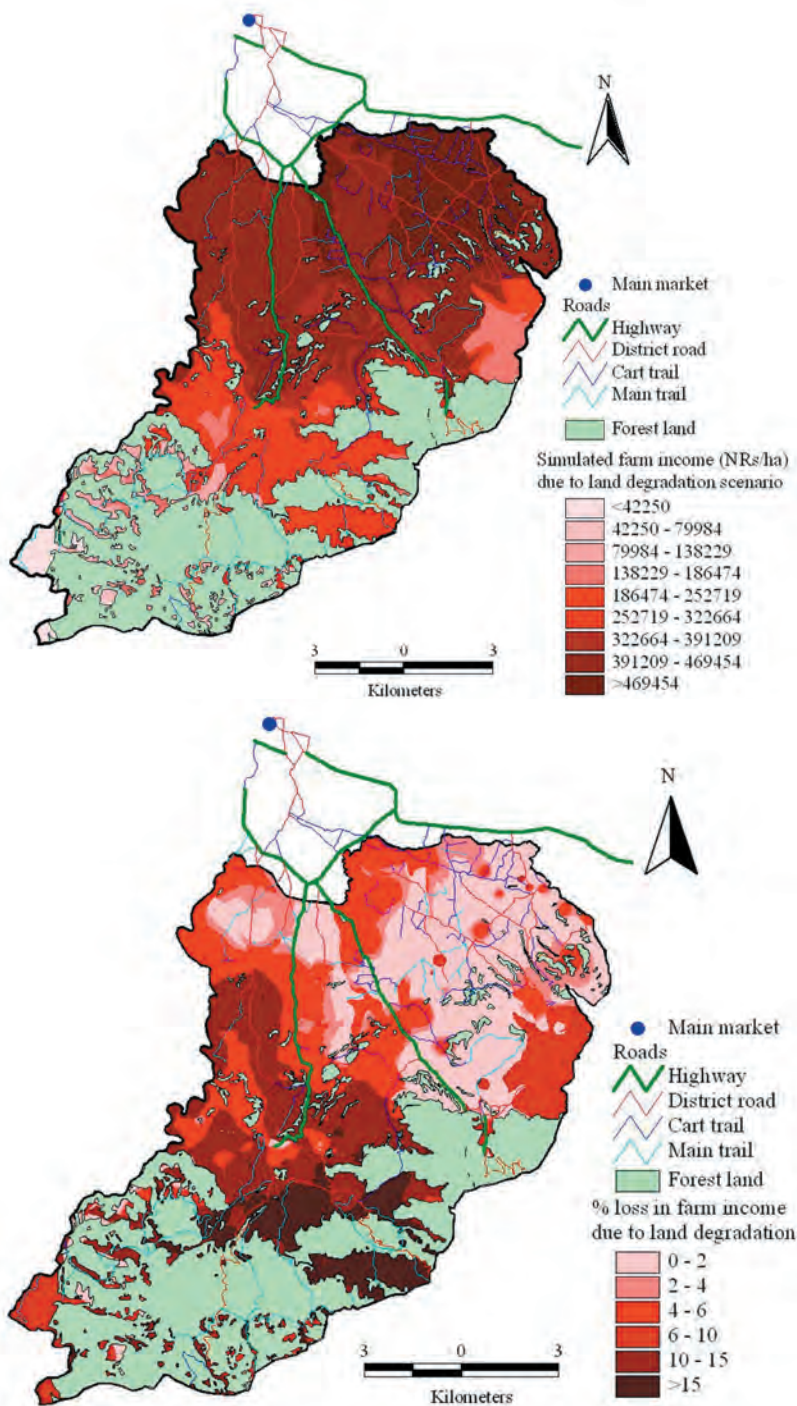 N
Main market
Roads
Highway
District road
Cart trail
Main trail
Forest land
Simulated farm income (NRs/ha)
due to land degradation scenario
<42250
42250 - 79984
79984 - 138229
138229 - 186474
186474 - 252719
252719 - 322664
322664 - 391209
391209 - 469454
>469454
3 0 3
Kilometers
N
Main market
Roads
Highway
District road
Cart trail
Main trail
Forest land
% loss in farm income
due to land degradation
0 - 2
2 - 4
4 - 6
6 - 10
10 - 15
>15
3 0 3
Kilometers